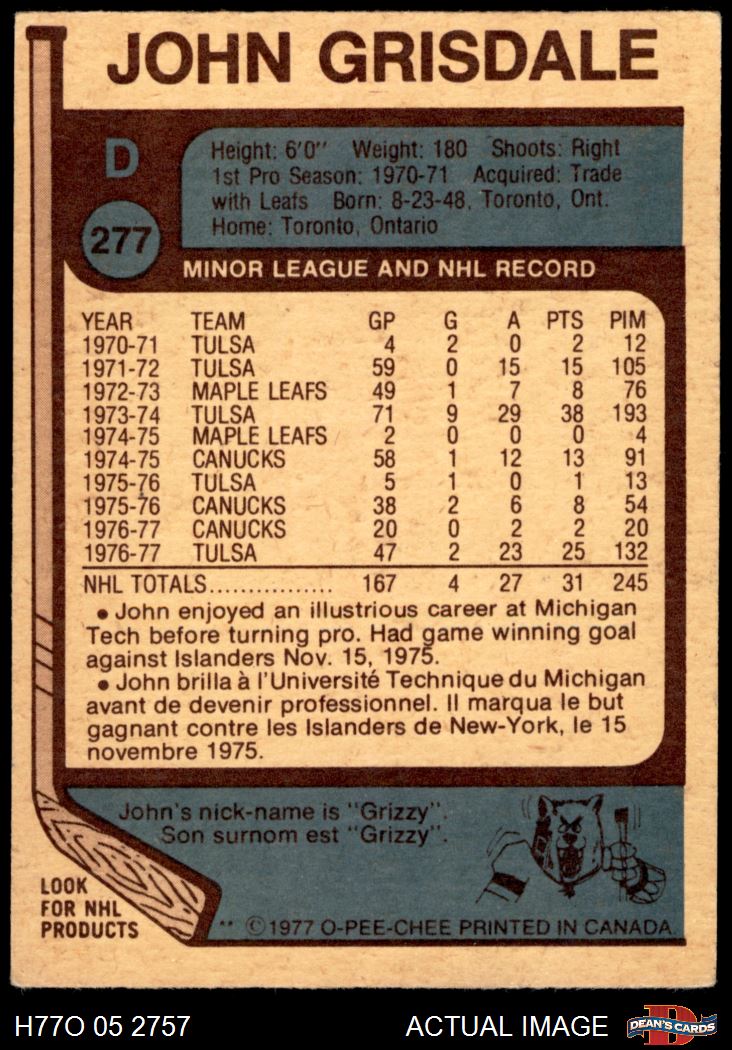 JOHN GRISDALE
D
277
Height: 6'0" Weight: 180 Shoots: Right
1st Pro Season: 1970-71 Acquired: Trade
with Leafs Born: 8-23-48, Toronto, Ont.
Home: Toronto, Ontario
MINOR LEAGUE AND NHL RECORD
YEAR TEAM GP G A PTS PIM
1970-71 TULSA 4 2 0 2 12
1971-72 TULSA 59 0 15 15 105
1972-73 MAPLE LEAFS 49 1 7 8 76
1973-74 TULSA 71 9 29 38 193
1974-75 MAPLE LEAFS 2 0 0 0 4
1974-75 CANUCKS 58 1 12 13 91
1975-76 TULSA 5 1 0 1 13
1975-76 CANUCKS 38 2 6 8 54
1976-77 CANUCKS 20 0 2 2 20
1976-77 TULSA 47 2 23 25 132
NHL TOTALS................ 167 4 27 31 245
• John enjoyed an illustrious career at Michigan
Tech before turning pro. Had game winning goal
against Islanders Nov. 15, 1975.
• John brilla à l'Université Technique du Michigan
avant de devenir professionnel. Il marqua le but
gagnant contre les Islanders de New-York, le 15
novembre 1975.
John's nick-name is "Grizzy".
Son surnom est "Grizzy".
LOOK
FOR NHL
PRODUCTS
** ©1977 O-PEE-CHEE PRINTED IN CANADA.
H77O 05 2757 ACTUAL IMAGE D DEAN'S CARDS